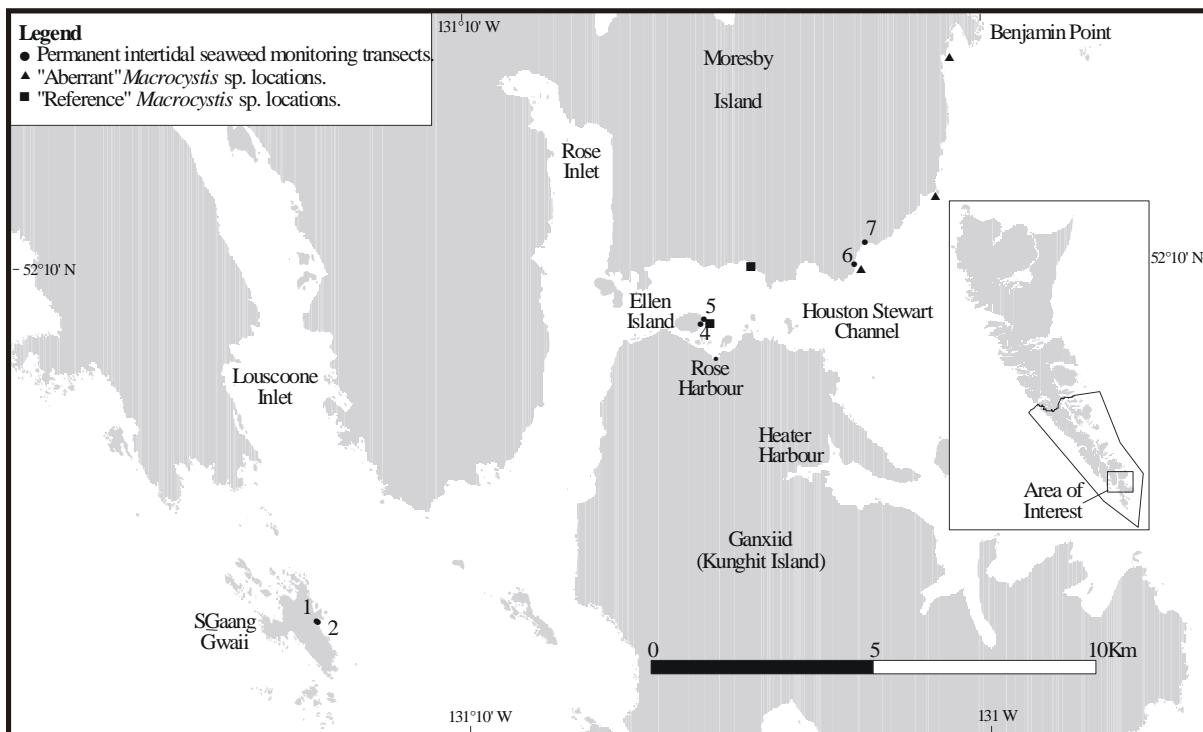 Legend
Permanent intertidal seaweed monitoring transects.
"Aberrant" Macrocystis sp. locations.
"Reference" Macrocystis sp. locations.
131°10' W
Benjamin Point
Moresby
Island
Rose
Inlet
7
6
52°10' N
52°10' N
Ellen
Island
5
4
Houston Stewart
Channel
Rose
Harbour
Louscoone
Inlet
Heater
Harbour
Area of
Interest
Ganxiid
(Kunghit Island)
1
2
SGaang
Gwaii
0
5
10Km
131°10' W
131 W